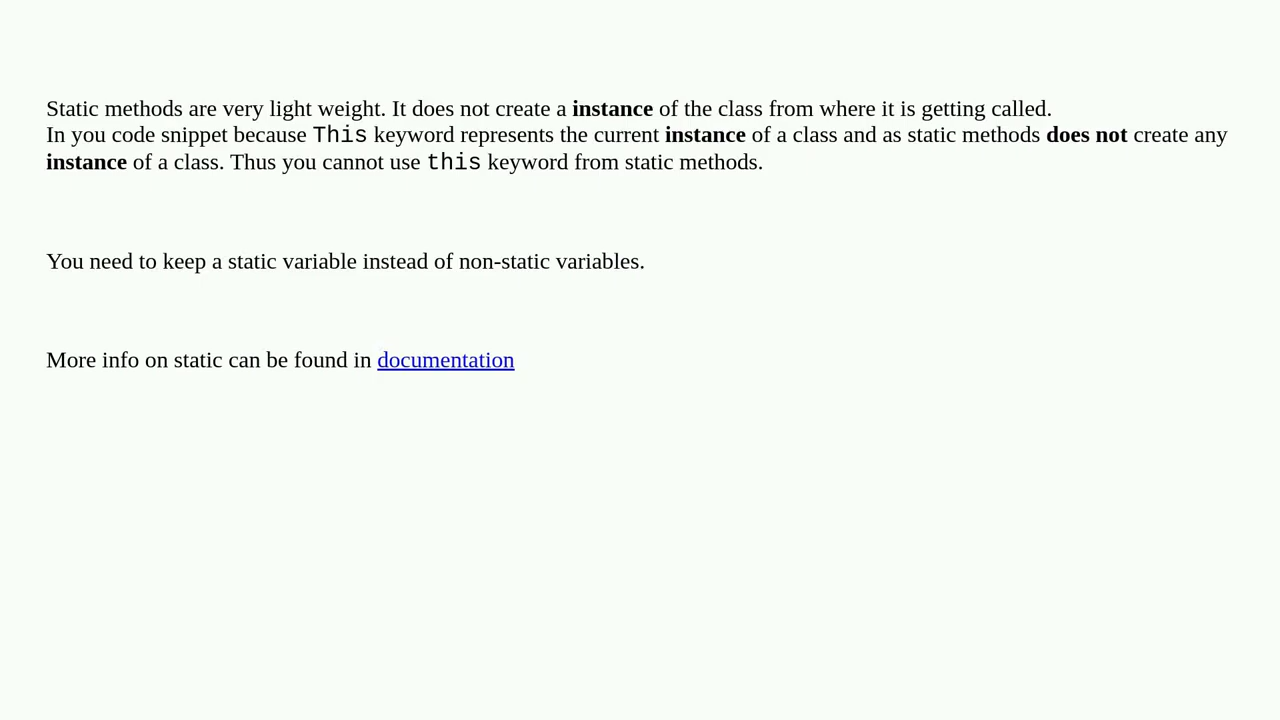 Static methods are very light weight. It does not create a instance of the class from where it is getting called.
In you code snippet because This keyword represents the current instance of a class and as static methods does not create any
instance of a class. Thus you cannot use this keyword from static methods.
You need to keep a static variable instead of non-static variables.
More info on static can be found in documentation